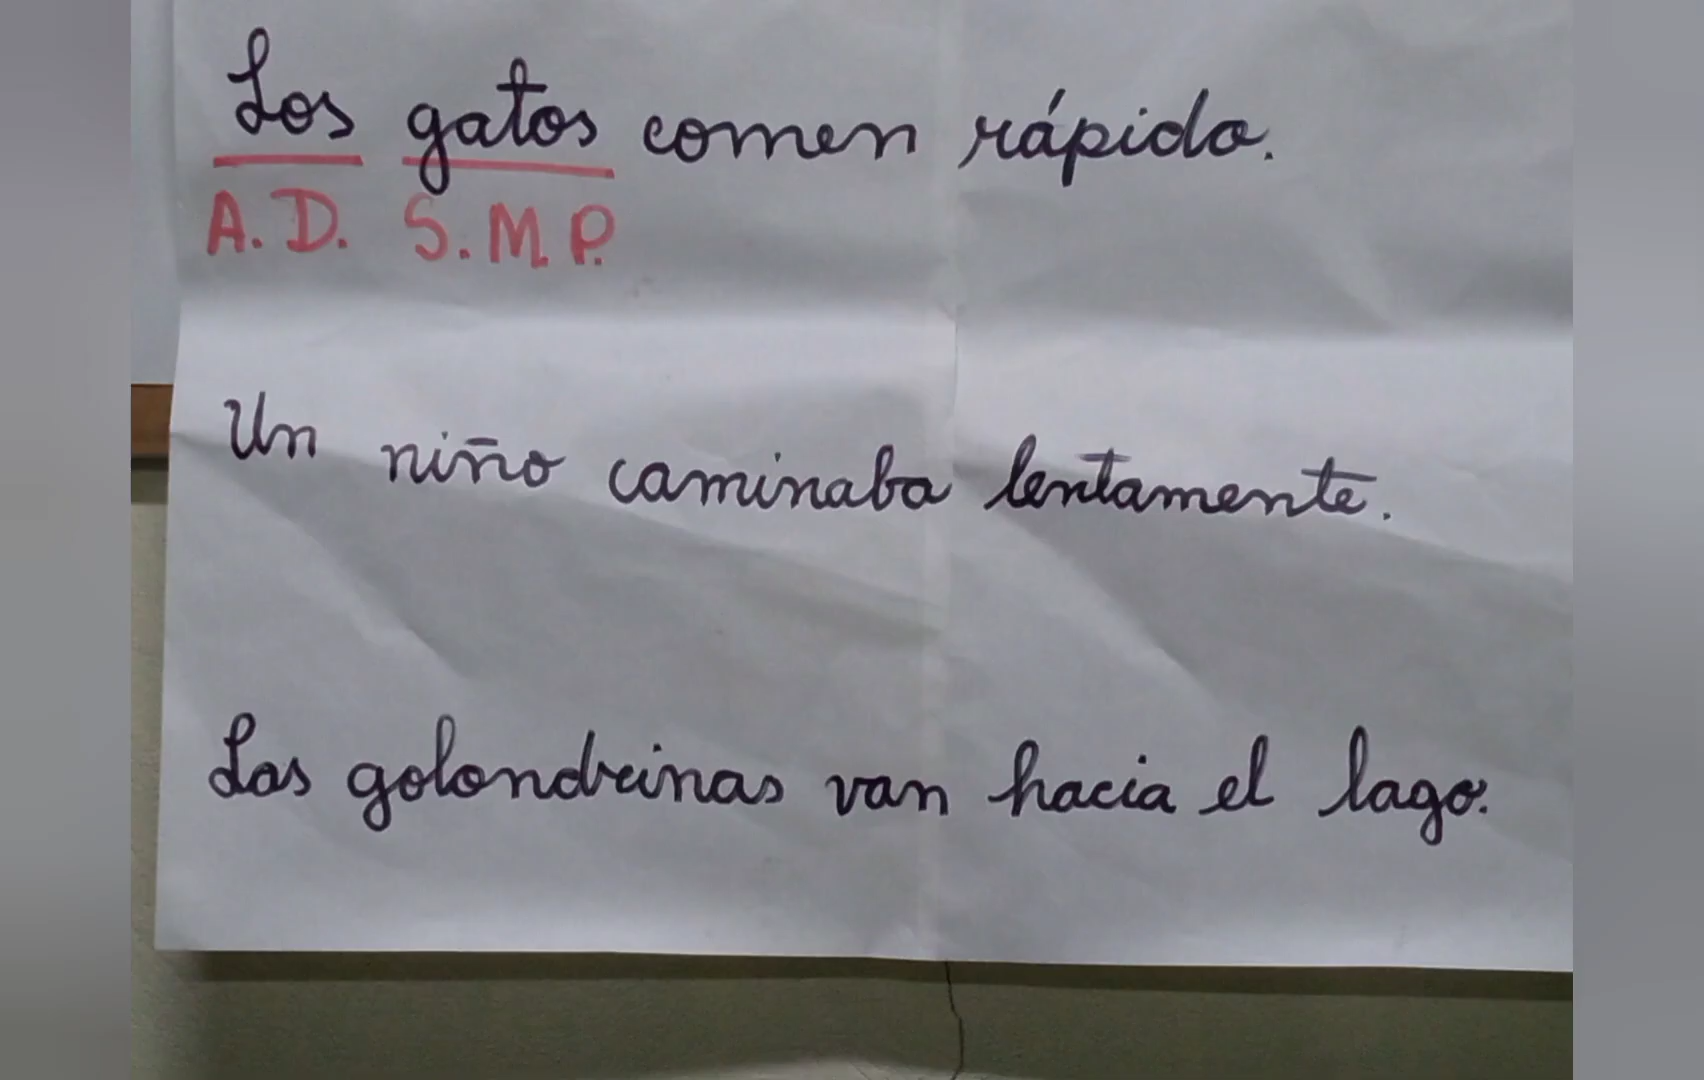 Los gatos comen rápido.
A.D. S.M.P.
Un niño caminaba lentamente.
Las golondrinas van hacia el lago.